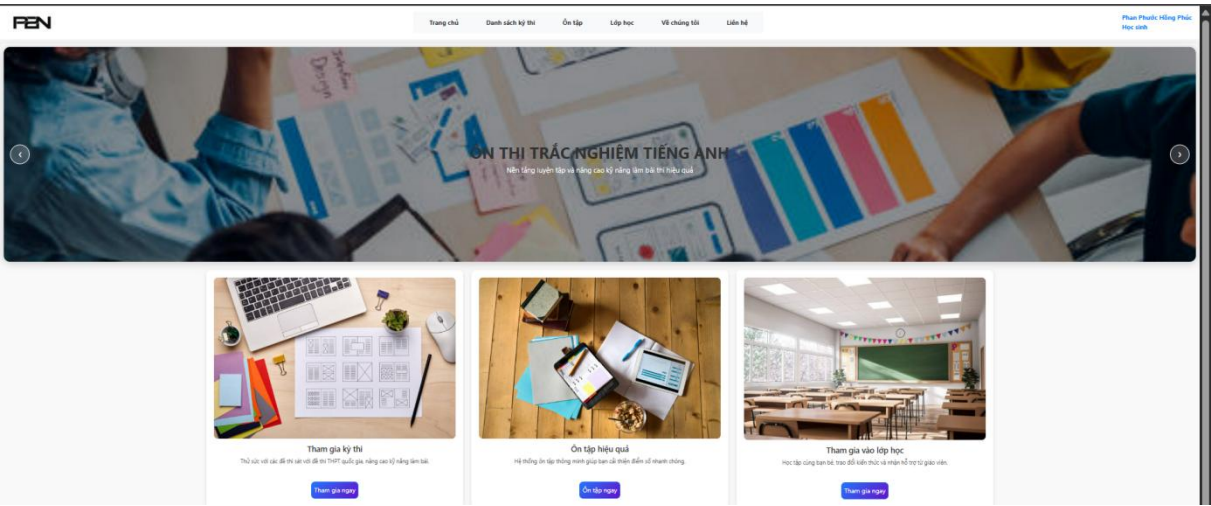 FEN
Trang chủ
Danh sách kỳ thi
Ôn tập
Lớp học
Về chúng tôi
Liên hệ
Phan Phước Hồng Phúc
Học sinh
ÔN THI TRẮC NGHIỆM TIẾNG ANH
Nền tảng luyện tập và nâng cao kỹ năng làm bài thi hiệu quả
Tham gia kỳ thi
Thử sức với các đề thi sát với đề thi THPT quốc gia, nâng cao kỹ năng làm bài.
Tham gia ngay
Ôn tập hiệu quả
Hệ thống ôn tập thông minh giúp bạn cải thiện điểm số nhanh chóng.
Ôn tập ngay
Tham gia vào lớp học
Học tập cùng bạn bè, trao đổi kiến thức và nhận hỗ trợ từ giáo viên.
Tham gia ngay